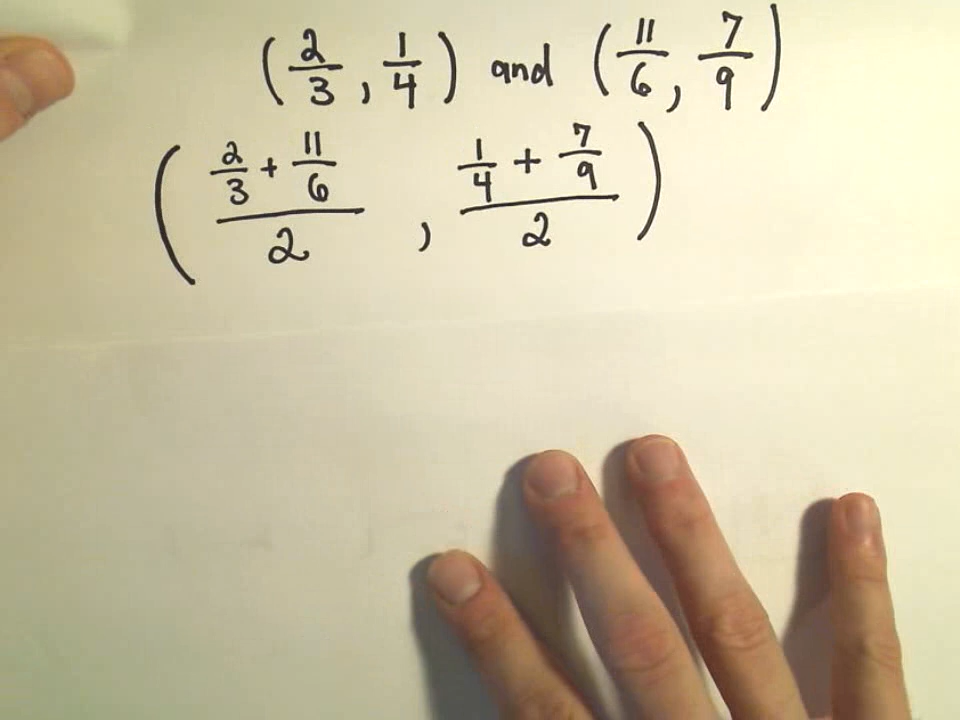 (2/3, 1/4) and (11/6, 7/9)
((2/3 + 11/6)/2, (1/4 + 7/9)/2)